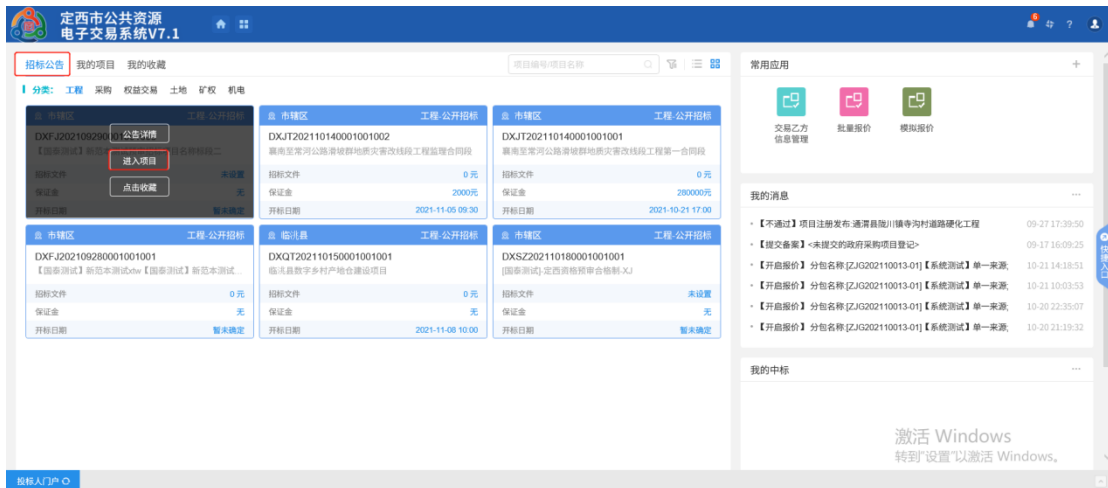 定西市公共资源
电子交易系统V7.1
6
?
招标公告 我的项目 我的收藏
项目编号/项目名称
分类: 工程 采购 权益交易 土地 矿权 机电
市辖区 工程-公开招标
公告详情
进入项目
点击收藏
招标文件 未设置
保证金 无
开标日期 暂未确定
市辖区 工程-公开招标
DXJT202110140001001002
襄南至常河公路滑坡群地质灾害改线段工程监理合同段
招标文件 0元
保证金 2000元
开标日期 2021-11-05 09:30
市辖区 工程-公开招标
DXJT202110140001001001
襄南至常河公路滑坡群地质灾害改线段工程第一合同段
招标文件 0元
保证金 280000元
开标日期 2021-10-21 17:00
市辖区 工程-公开招标
DXFJ202109280001001001
【国泰测试】新范本测试xtw【国泰测试】新范本测试...
招标文件 0元
保证金 无
开标日期 暂未确定
临洮县 工程-公开招标
DXQT202110150001001001
临洮县数字乡村产地仓建设项目
招标文件 0元
保证金 无
开标日期 2021-11-08 10:00
市辖区 工程-公开招标
DXSZ202110180001001001
[国泰测试]-定西资格预审合格制-XJ
招标文件 未设置
保证金 无
开标日期 暂未确定
常用应用 +
交易乙方
信息管理
批量报价
模拟报价
我的消息 ...
【不通过】项目注册发布:通渭县陇川镇寺沟村道路硬化工程 09-27 17:39:50
【提交备案】<未提交的政府采购项目登记> 09-17 16:09:25
【开启报价】分包名称:[ZJG202110013-01]【系统测试】单一来源; 10-21 14:18:51
【开启报价】分包名称:[ZJG202110013-01]【系统测试】单一来源; 10-21 10:03:53
【开启报价】分包名称:[ZJG202110013-01]【系统测试】单一来源; 10-20 22:35:07
【开启报价】分包名称:[ZJG202110013-01]【系统测试】单一来源; 10-20 21:19:32
快捷入口
我的中标 ...
激活 Windows
转到"设置"以激活 Windows。
投标人门户